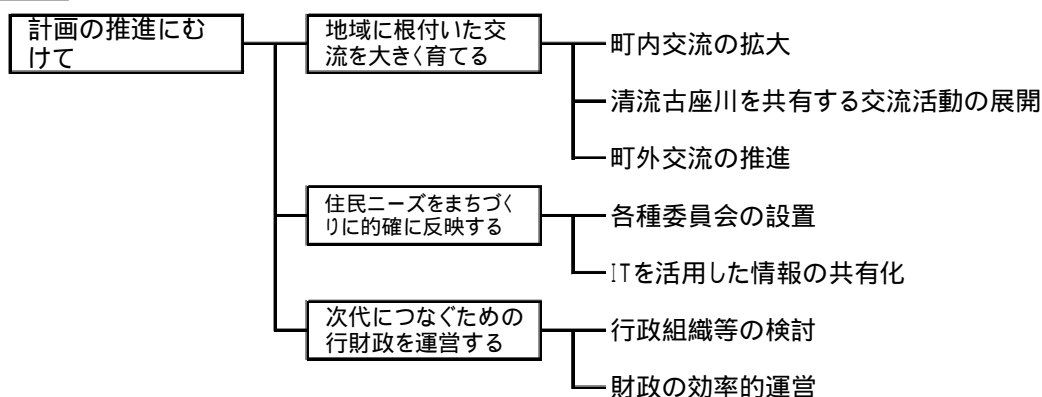 計画の推進にむ
けて
地域に根付いた交
流を大きく育てる
町内交流の拡大
清流古座川を共有する交流活動の展開
町外交流の推進
住民ニーズをまちづく
りに的確に反映する
各種委員会の設置
ITを活用した情報の共有化
次代につなぐための
行財政を運営する
行政組織等の検討
財政の効率的運営